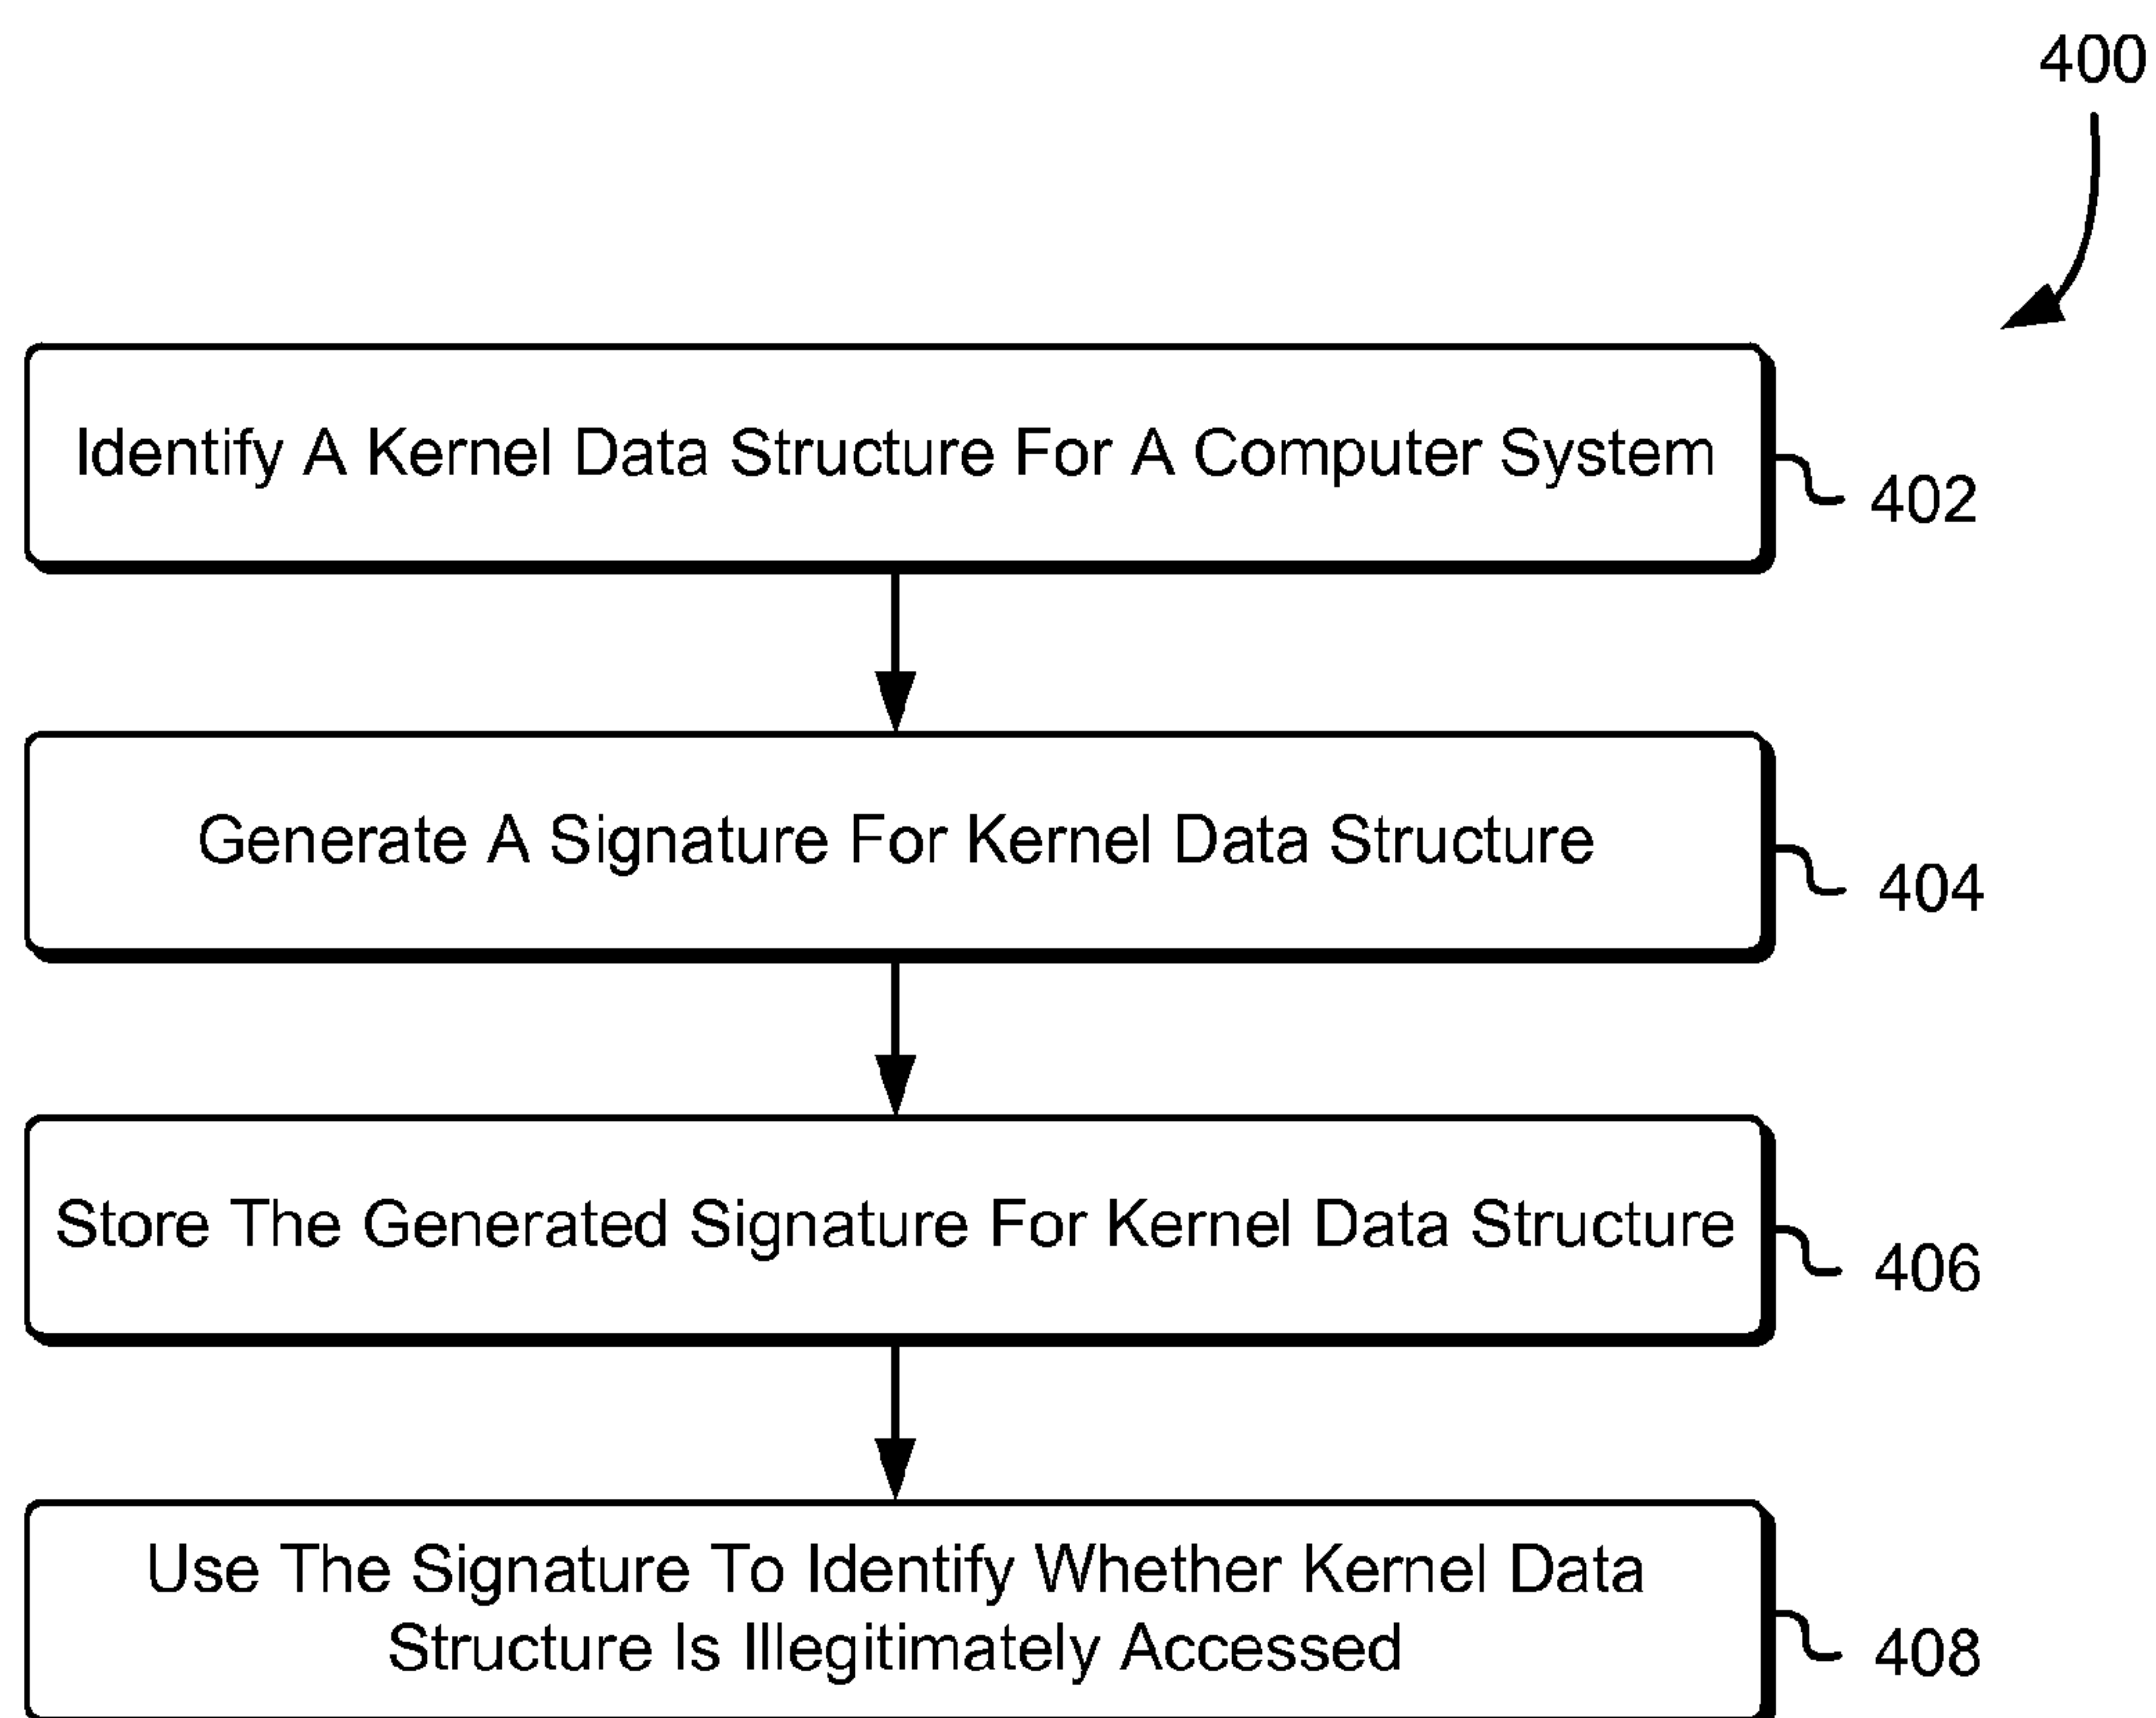 400
Identify A Kernel Data Structure For A Computer System
402
Generate A Signature For Kernel Data Structure
404
Store The Generated Signature For Kernel Data Structure
406
Use The Signature To Identify Whether Kernel Data
Structure Is Illegitimately Accessed
408